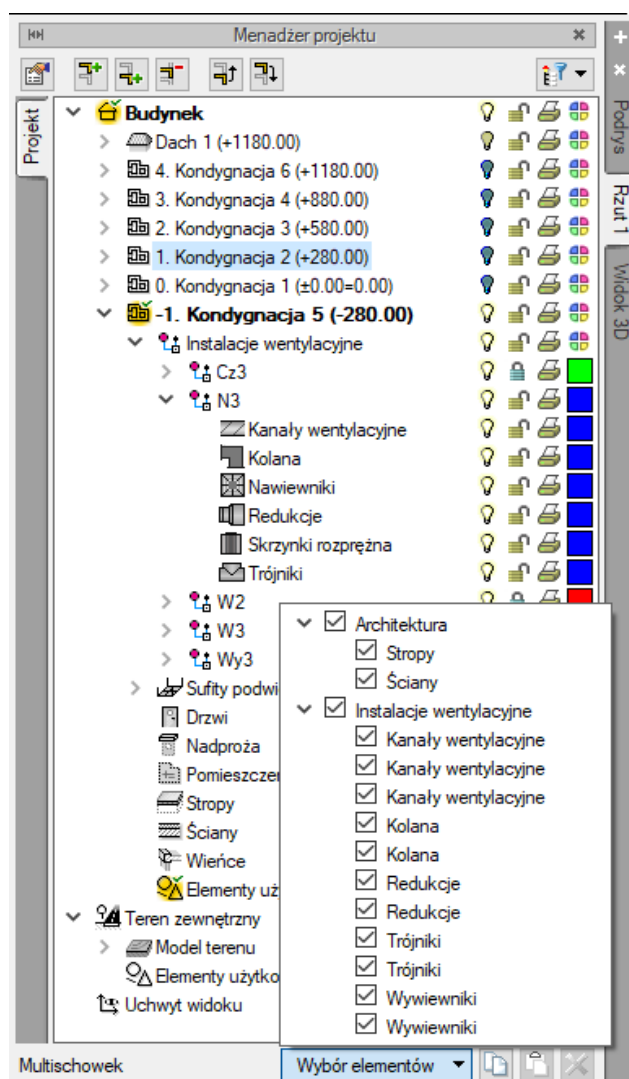 Menadżer projektu
Projekt
Podrys
Rzut 1
Widok 3D
Budynek
Dach 1 (+1180.00)
4. Kondygnacja 6 (+1180.00)
3. Kondygnacja 4 (+880.00)
2. Kondygnacja 3 (+580.00)
1. Kondygnacja 2 (+280.00)
0. Kondygnacja 1 (±0.00=0.00)
-1. Kondygnacja 5 (-280.00)
Instalacje wentylacyjne
Cz3
N3
Kanały wentylacyjne
Kolana
Nawiewniki
Redukcje
Skrzynki rozprężna
Trójniki
W2
W3
Wy3
Sufity podwi
Drzwi
Nadproża
Pomieszczer
Stropy
Ściany
Wieńce
Elementy uż
Teren zewnętrzny
Model terenu
Elementy użytko
Uchwyt widoku
Architektura
Stropy
Ściany
Instalacje wentylacyjne
Kanały wentylacyjne
Kanały wentylacyjne
Kanały wentylacyjne
Kolana
Kolana
Redukcje
Redukcje
Trójniki
Trójniki
Wywiewniki
Wywiewniki
Multischowek
Wybór elementów